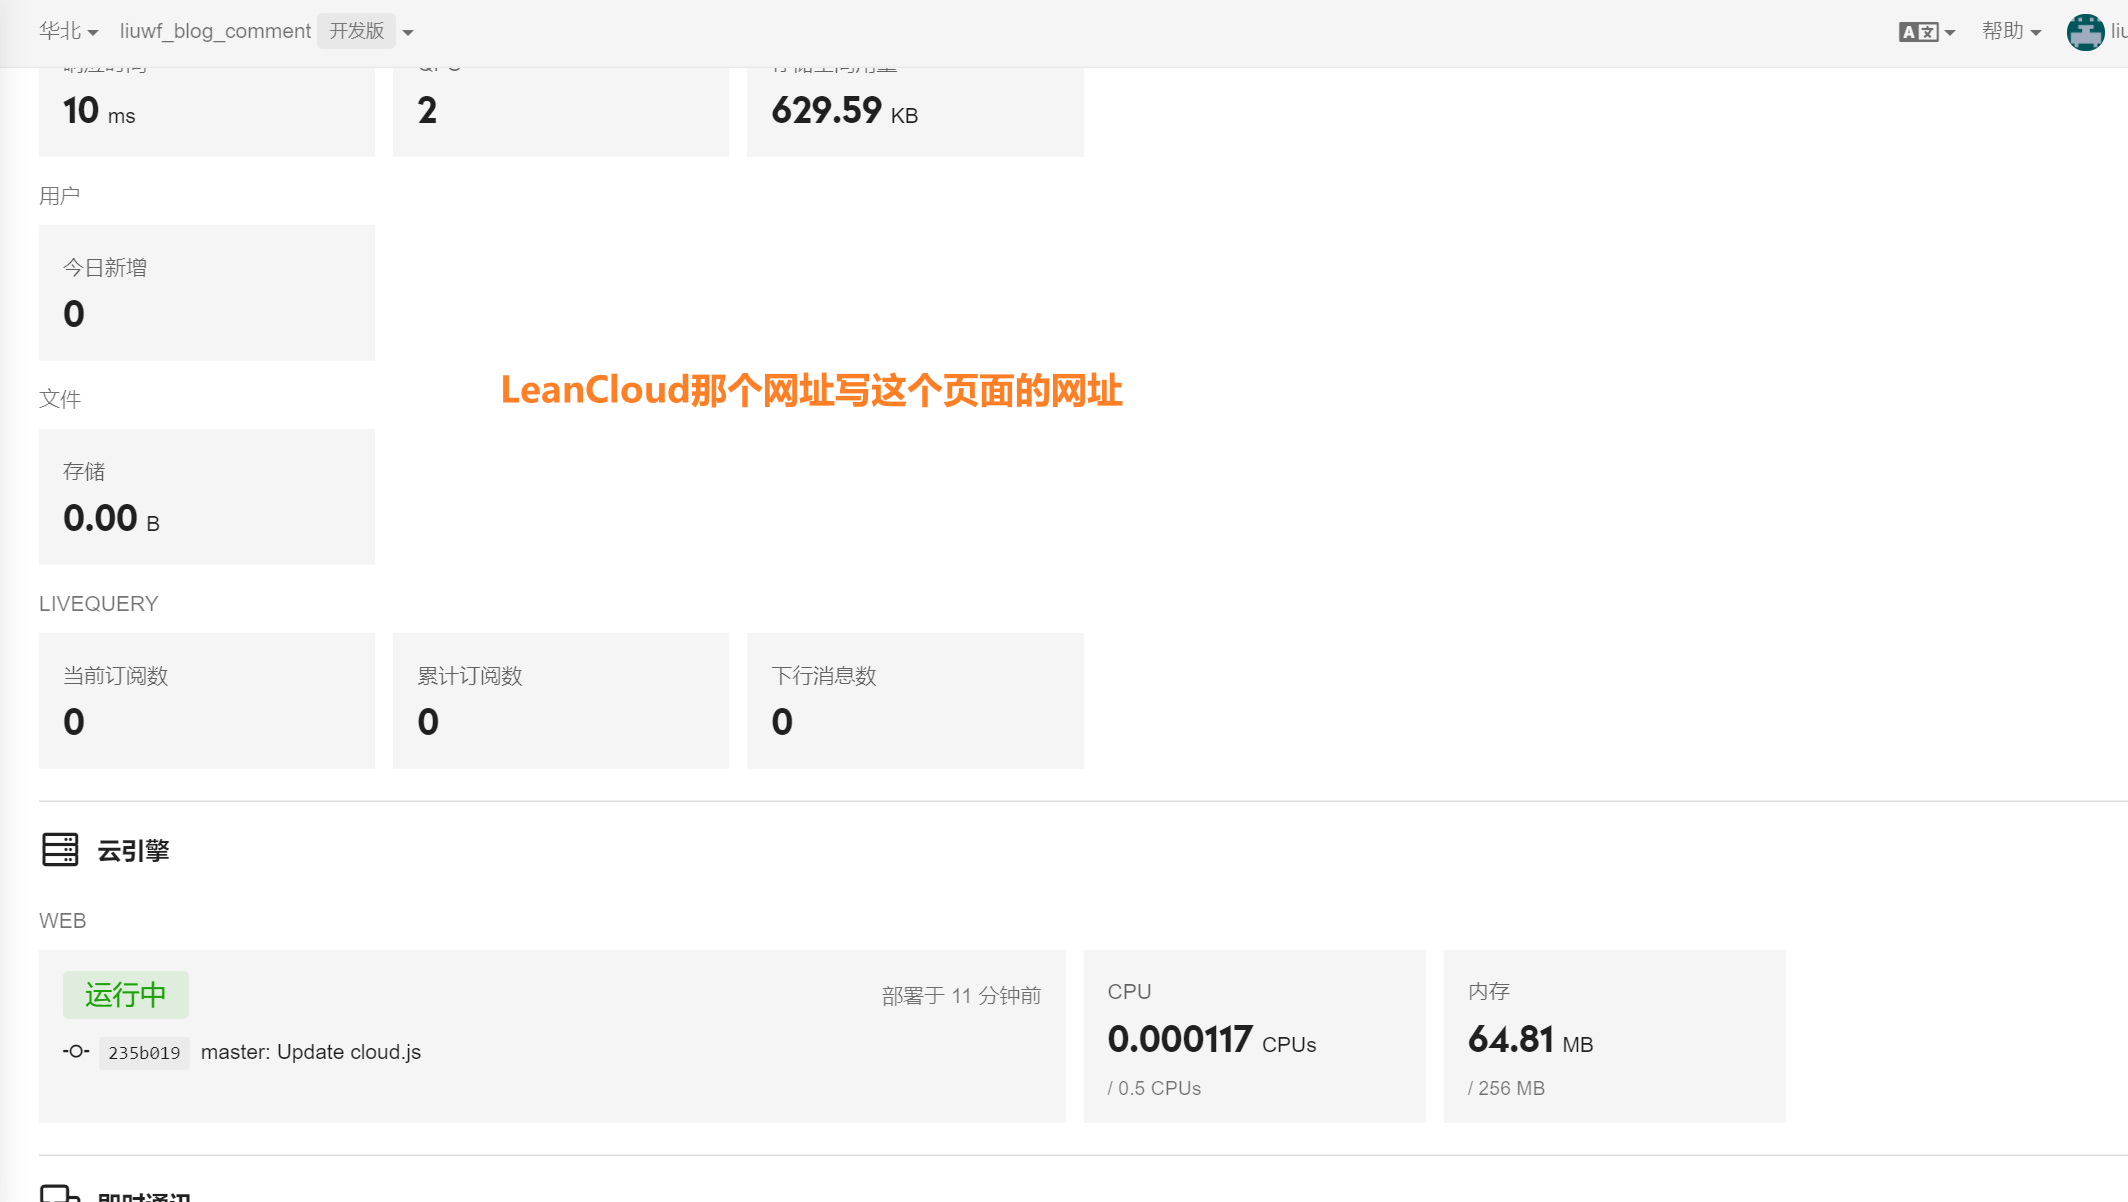 华北 liuwf_blog_comment 开发版 帮助
10 ms 2 629.59 KB
用户
今日新增
0
LeanCloud那个网址写这个页面的网址
文件
存储
0.00 B
LIVEQUERY
当前订阅数 累计订阅数 下行消息数
0 0 0
云引擎
WEB
运行中 部署于 11 分钟前
235b019 master: Update cloud.js
CPU
0.000117 CPUs
/ 0.5 CPUs
内存
64.81 MB
/ 256 MB
即时通讯